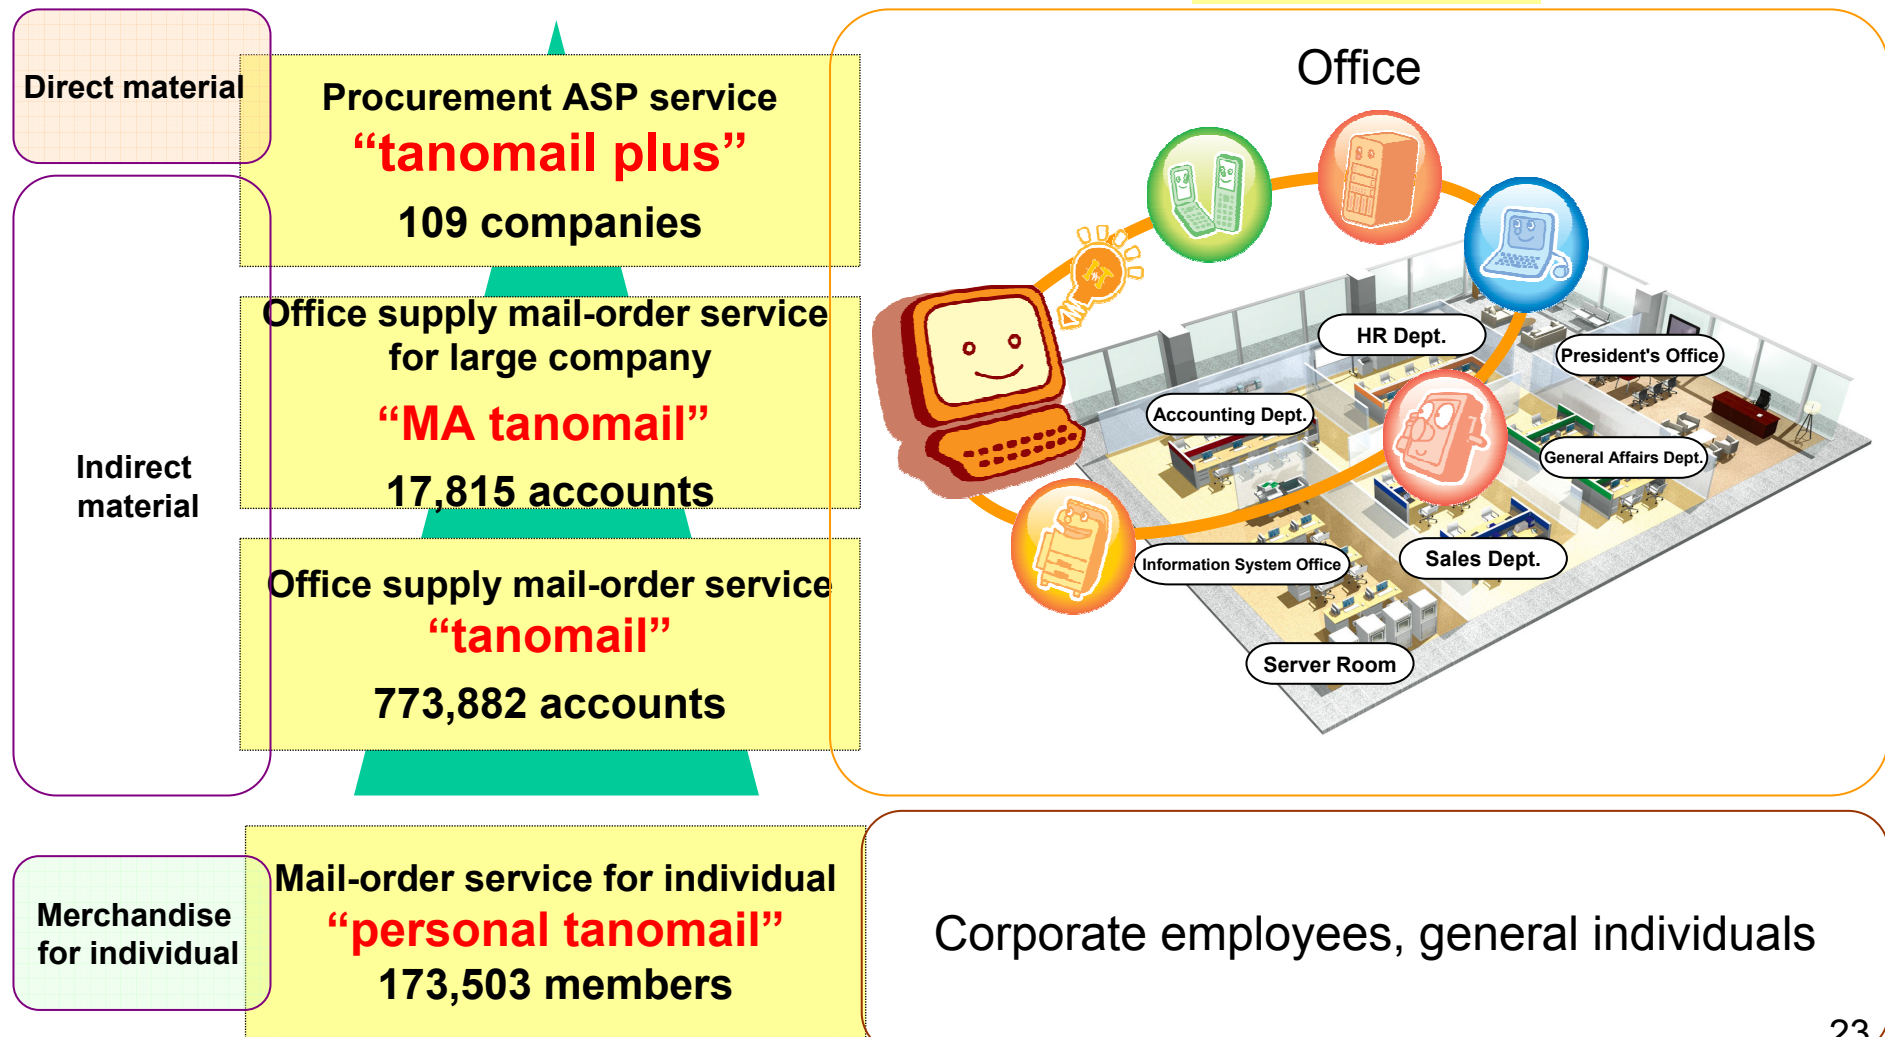 Direct material
Procurement ASP service
“tanomail plus”
109 companies
Indirect
material
Office supply mail-order service
for large company
“MA tanomail”
17,815 accounts
Office supply mail-order service
“tanomail”
773,882 accounts
Merchandise
for individual
Mail-order service for individual
“personal tanomail”
173,503 members
Office
IT
HR Dept.
President's Office
Accounting Dept.
General Affairs Dept.
Information System Office
Sales Dept.
Server Room
Corporate employees, general individuals
23